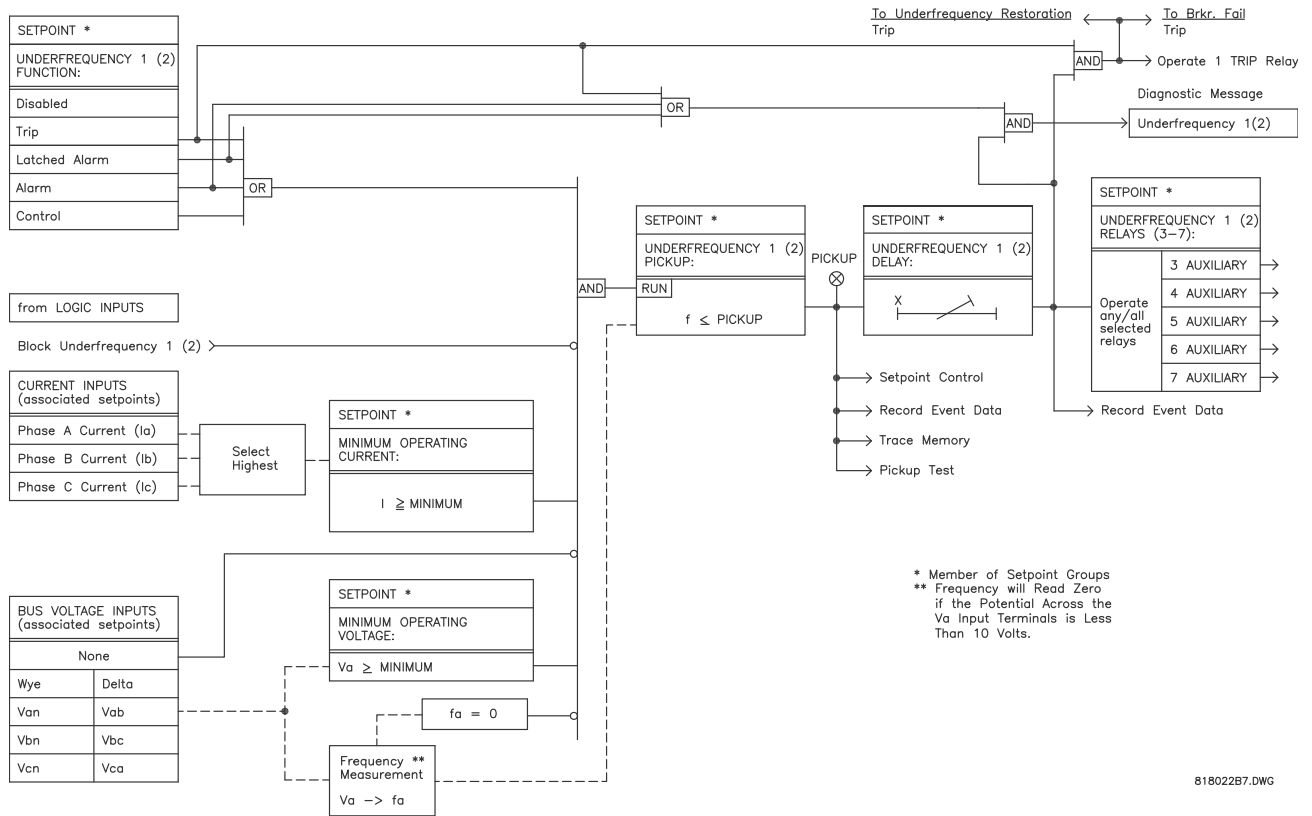 To Underfrequency Restoration
Trip
To Brkr. Fail
Trip
SETPOINT *
UNDERFREQUENCY 1 (2)
FUNCTION:
Disabled
Trip
Latched Alarm
Alarm
Control
OR
OR
AND
Operate 1 TRIP Relay
Diagnostic Message
AND
Underfrequency 1(2)
from LOGIC INPUTS
Block Underfrequency 1 (2)
CURRENT INPUTS
(associated setpoints)
Phase A Current (Ia)
Phase B Current (Ib)
Phase C Current (Ic)
Select
Highest
SETPOINT *
MINIMUM OPERATING
CURRENT:
I ≧ MINIMUM
BUS VOLTAGE INPUTS
(associated setpoints)
None
Wye Delta
Van Vab
Vbn Vbc
Vcn Vca
SETPOINT *
MINIMUM OPERATING
VOLTAGE:
Va ≥ MINIMUM
fa = 0
Frequency **
Measurement
Va -> fa
AND
SETPOINT *
UNDERFREQUENCY 1 (2)
PICKUP:
RUN
f ≤ PICKUP
PICKUP
SETPOINT *
UNDERFREQUENCY 1 (2)
DELAY:
X
Setpoint Control
Record Event Data
Trace Memory
Pickup Test
SETPOINT *
UNDERFREQUENCY 1 (2)
RELAYS (3-7):
Operate
any/all
selected
relays
3 AUXILIARY
4 AUXILIARY
5 AUXILIARY
6 AUXILIARY
7 AUXILIARY
Record Event Data
* Member of Setpoint Groups
** Frequency will Read Zero
if the Potential Across the
Va Input Terminals is Less
Than 10 Volts.
818022B7.DWG